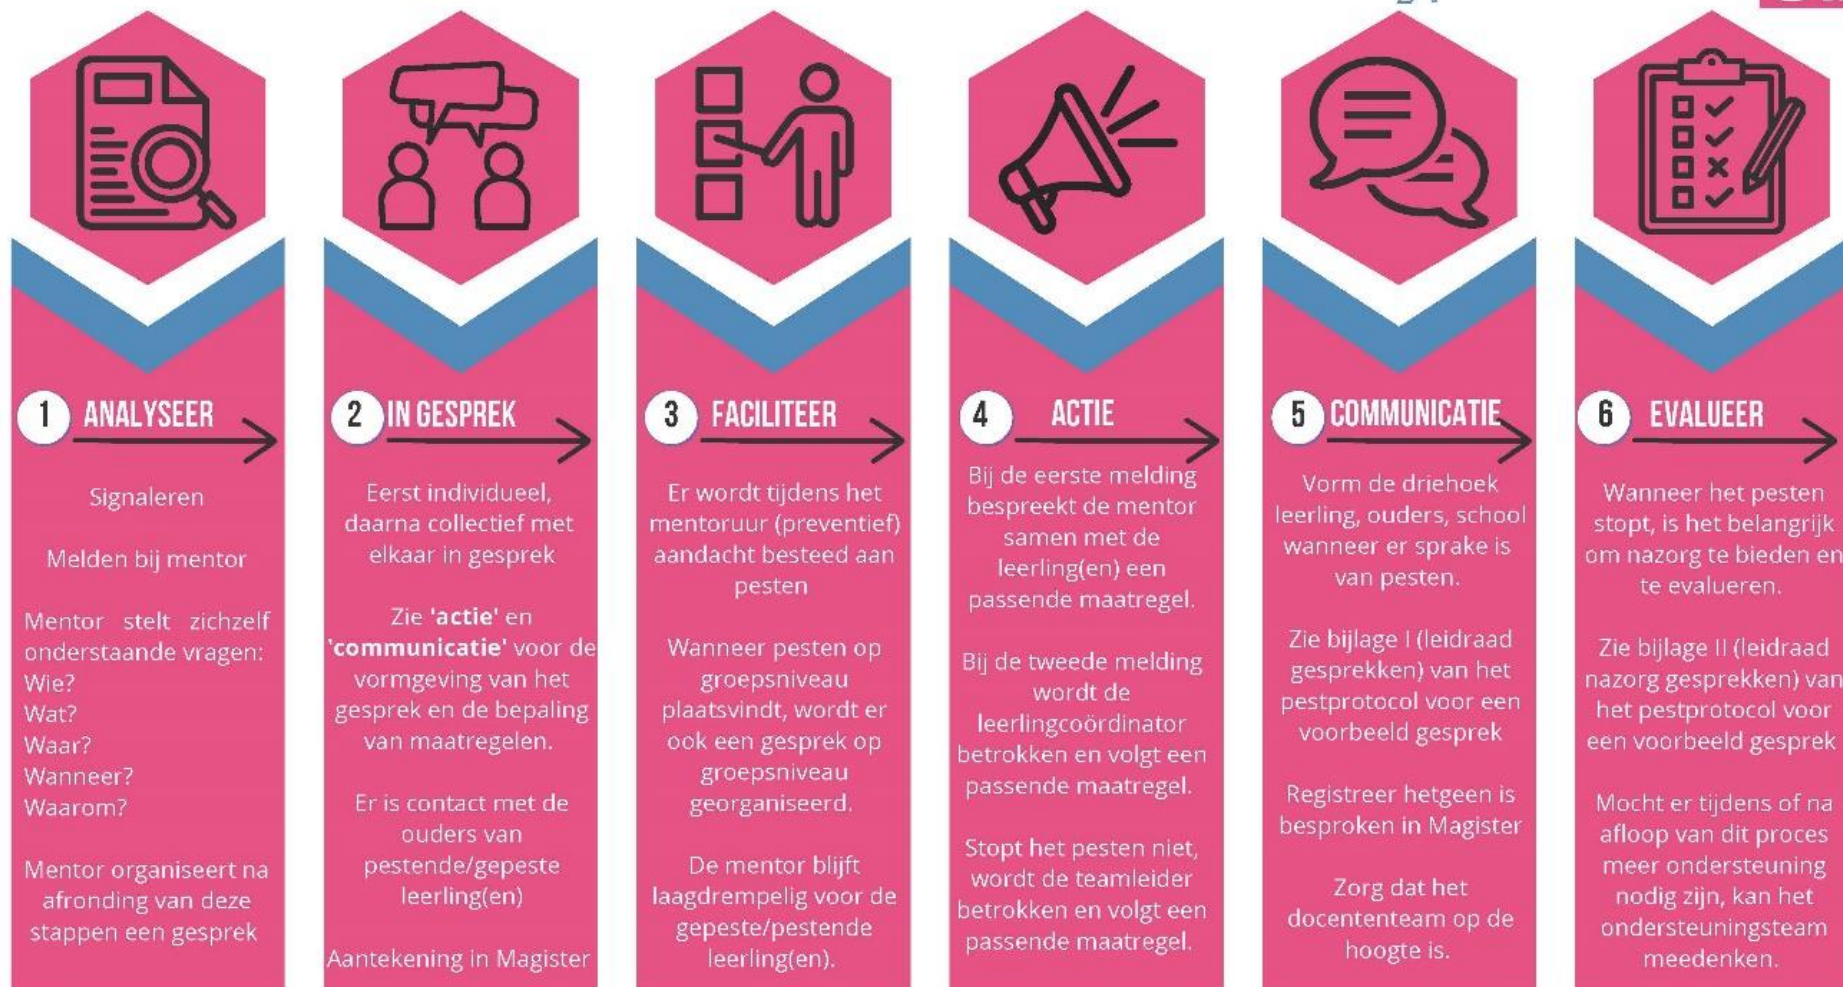 1 ANALYSEER
Signaleren
Melden bij mentor
Mentor stelt zichzelf
onderstaande vragen:
Wie?
Wat?
Waar?
Wanneer?
Waarom?
Mentor organiseert na
afronding van deze
stappen een gesprek
2 IN GESPREK
Eerst individueel,
daarna collectief met
elkaar in gesprek
Zie 'actie' en
'communicatie' voor de
vormgeving van het
gesprek en de bepaling
van maatregelen.
Er is contact met de
ouders van
pestende/gepeste
leerling(en)
Aantekening in Magister
3 FACILITEER
Er wordt tijdens het
mentoruur (preventief)
aandacht besteed aan
pesten
Wanneer pesten op
groepsniveau
plaatsvindt, wordt er
ook een gesprek op
groepsniveau
georganiseerd.
De mentor blijft
laagdrempelig voor de
gepeste/pestende
leerling(en).
4 ACTIE
Bij de eerste melding
bespreekt de mentor
samen met de
leerling(en) een
passende maatregel.
Bij de tweede melding
wordt de
leerlingcoördinator
betrokken en volgt een
passende maatregel.
Stopt het pesten niet,
wordt de teamleider
betrokken en volgt een
passende maatregel.
5 COMMUNICATIE
Vorm de driehoek
leerling, ouders, school
wanneer er sprake is
van pesten.
Zie bijlage I (leidraad
gesprekken) van het
pestprotocol voor een
voorbeeld gesprek
Registreer hetgeen is
besproken in Magister
Zorg dat het
docententeam op de
hoogte is.
6 EVALUEER
Wanneer het pesten
stopt, is het belangrijk
om nazorg te bieden en
te evalueren.
Zie bijlage II (leidraad
nazorg gesprekken) van
het pestprotocol voor
een voorbeeld gesprek
Mocht er tijdens of na
afloop van dit proces
meer ondersteuning
nodig zijn, kan het
ondersteuningsteam
meedenken.